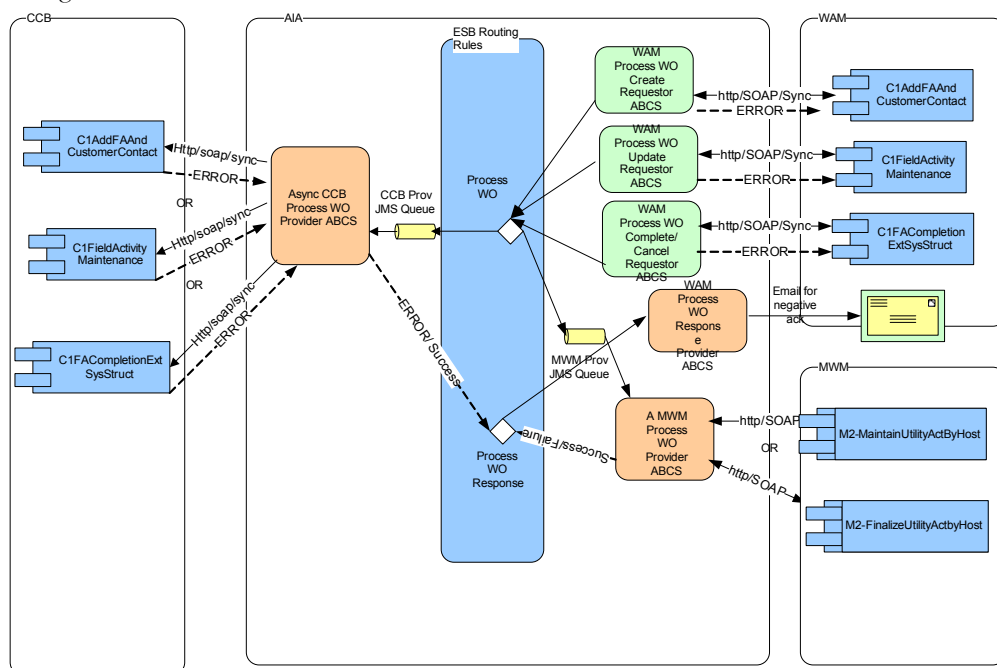 CCB
AIA
WAM
ESB Routing
Rules
WAM
Process WO
Create
Requestor
ABCS
http/SOAP/Sync
ERROR
C1AddFAAnd
CustomerContact
C1AddFAAnd
CustomerContact
Http/soap/sync
ERROR
OR
Async CCB
Process WO
Provider ABCS
CCB Prov
JMS Queue
Process
WO
WAM
Process WO
Update
Requestor
ABCS
http/SOAP/Sync
ERROR
C1FieldActivity
Maintenance
C1FieldActivity
Maintenance
Http/soap/sync
ERROR
OR
WAM
Process WO
Complete/
Cancel
Requestor
ABCS
http/SOAP/Sync
ERROR
C1FACompletion
ExtSysStruct
Http/soap/sync
ERROR
C1FACompletionExt
SysStruct
WAM
Process
WO
Respons
e
Provider
ABCS
Email for
negative
ack
MWM Prov
JMS Queue
ERROR/ Success
MWM
A MWM
Process
WO
Provider
ABCS
http/SOAP
OR
M2-MaintainUtilityActByHost
Success/Failure
Process
WO
Response
http/SOAP
M2-FinalizeUtilityActbyHost